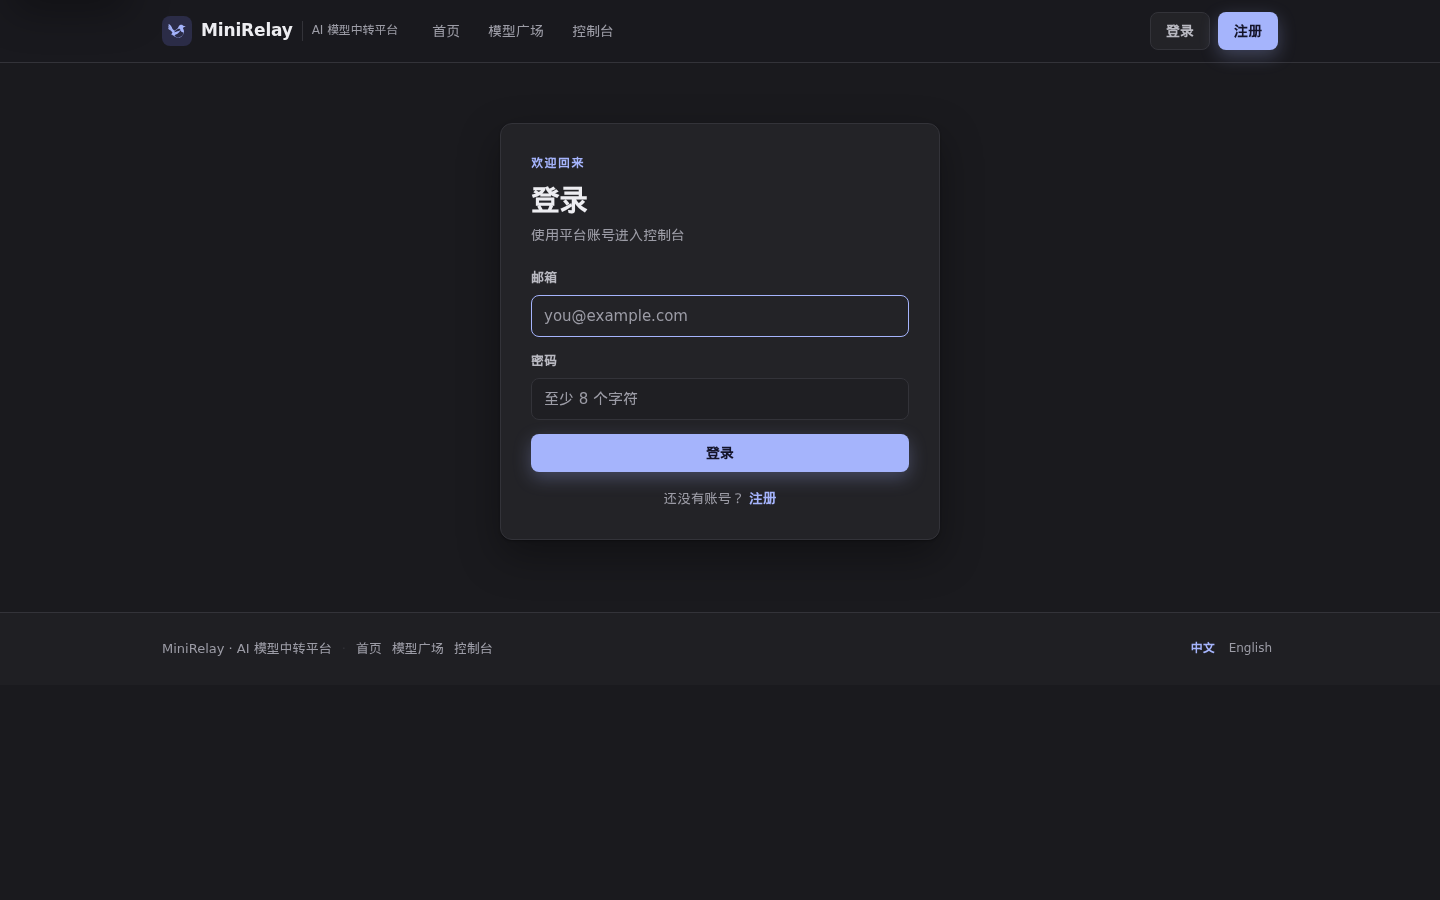 MiniRelay AI 模型中转平台 首页 模型广场 控制台 登录 注册
欢迎回来
登录
使用平台账号进入控制台
邮箱
you@example.com
密码
至少 8 个字符
登录
还没有账号？ 注册
MiniRelay · AI 模型中转平台 · 首页 模型广场 控制台 中文 English